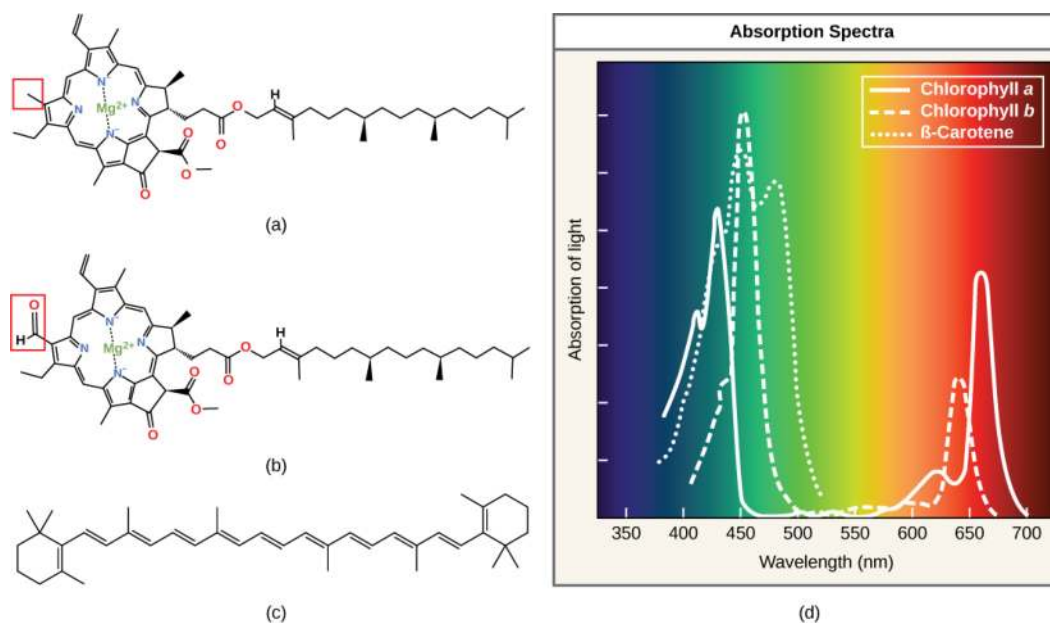 N
N⁻
Mg²⁺
N
N
N⁻
O
O
H
O
O
O
(a)
O
H
N⁻
Mg²⁺
N
N
N⁻
O
O
H
O
O
O
(b)
(c)
Absorption Spectra
Chlorophyll a
Chlorophyll b
ß-Carotene
Absorption of light
350 400 450 500 550 600 650 700
Wavelength (nm)
(d)